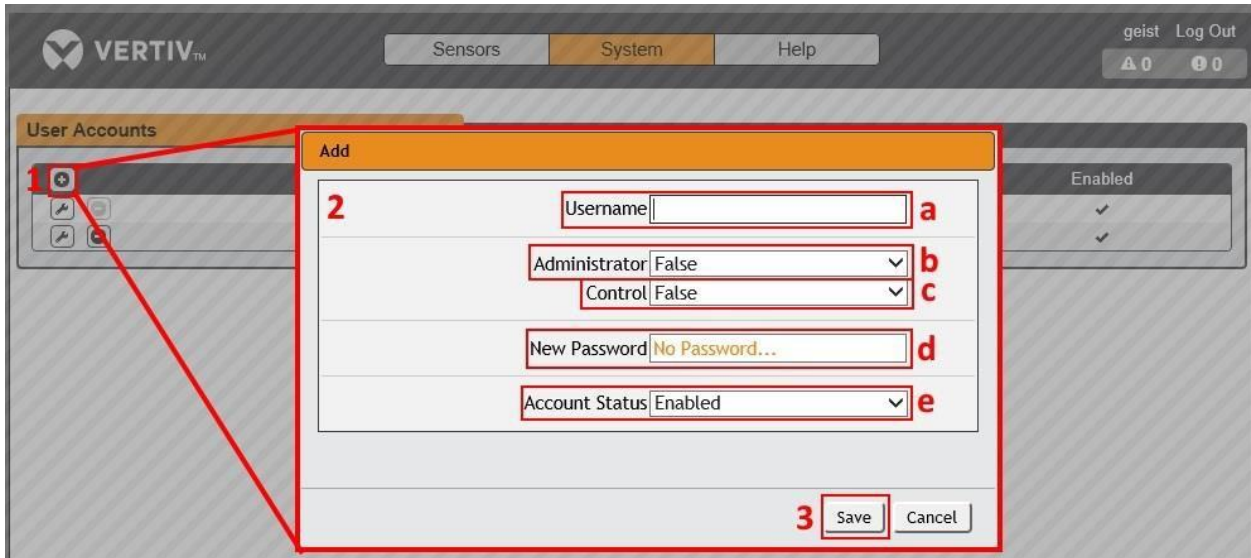 geist Log Out
VERTIV™ Sensors System Help
0 0
User Accounts
Add
1 Enabled
2 Username a
Administrator False b
Control False c
New Password No Password... d
Account Status Enabled e
3 Save Cancel